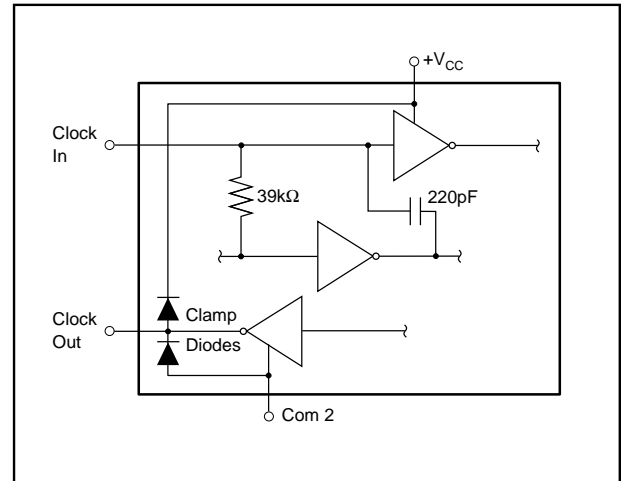 +VCC
Clock
In
39kΩ
220pF
Clock
Out
Clamp
Diodes
Com 2